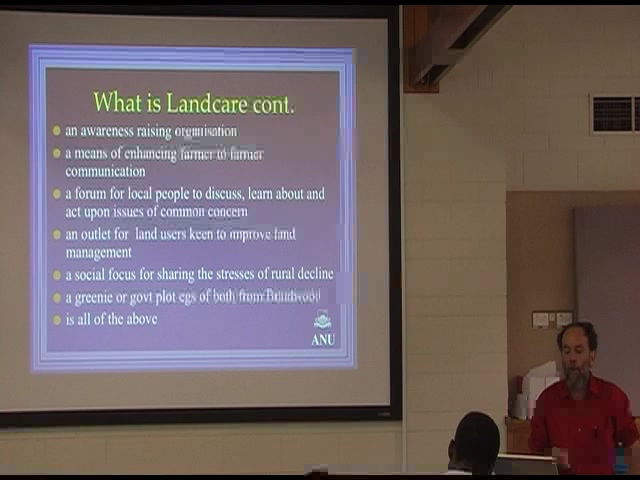 What is Landcare cont.
an awareness raising organisation
a means of enhancing farmer to farmer
communication
a forum for local people to discuss, learn about and
act upon issues of common concern
an outlet for land users keen to improve land
management
a social focus for sharing the stresses of rural decline
a greenie or govt plot egs of both from Braidwood
is all of the above
ANU